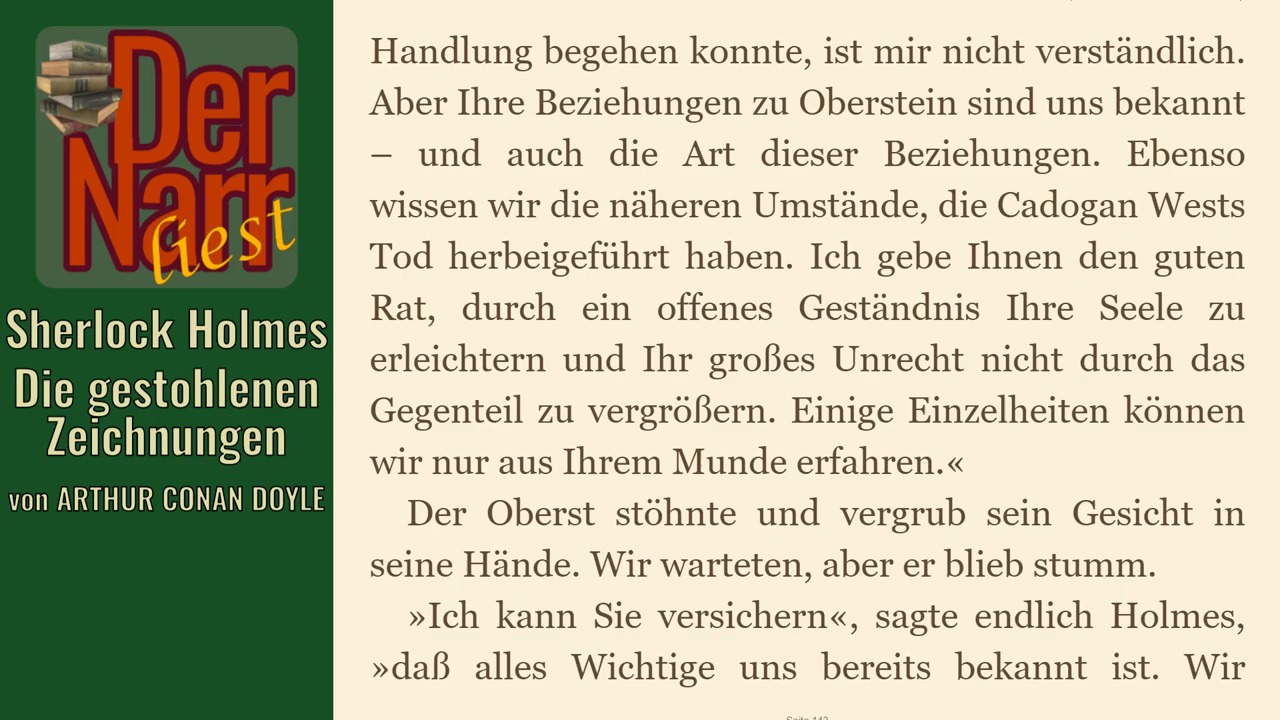 Der
Narr
liest
Sherlock Holmes
Die gestohlenen
Zeichnungen
von ARTHUR CONAN DOYLE
Handlung begehen konnte, ist mir nicht verständlich.
Aber Ihre Beziehungen zu Oberstein sind uns bekannt
– und auch die Art dieser Beziehungen. Ebenso
wissen wir die näheren Umstände, die Cadogan Wests
Tod herbeigeführt haben. Ich gebe Ihnen den guten
Rat, durch ein offenes Geständnis Ihre Seele zu
erleichtern und Ihr großes Unrecht nicht durch das
Gegenteil zu vergrößern. Einige Einzelheiten können
wir nur aus Ihrem Munde erfahren.«
Der Oberst stöhnte und vergrub sein Gesicht in
seine Hände. Wir warteten, aber er blieb stumm.
»Ich kann Sie versichern«, sagte endlich Holmes,
»daß alles Wichtige uns bereits bekannt ist. Wir